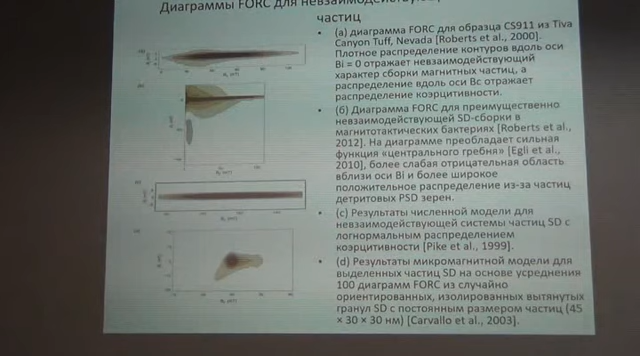 Диаграммы FORC для невзаимодействующих
частиц
(a) диаграмма FORC для образца CS911 из Tiva
Canyon Tuff, Nevada [Roberts et al., 2000].
Плотное распределение контуров вдоль оси
Bi = 0 отражает невзаимодействующий
характер сборки магнитных частиц, а
распределение вдоль оси Bc отражает
распределение коэрцитивности.
(б) Диаграмма FORC для преимущественно
невзаимодействующей SD-сборки в
магнитотактических бактериях [Roberts et al.,
2012]. На диаграмме преобладает сильная
функция «центрального гребня» [Egli et al.,
2010], более слабая отрицательная область
вблизи оси Bi и более широкое
положительное распределение из-за частиц
детритовых PSD зерен.
(c) Результаты численной модели для
невзаимодействующей системы частиц SD с
логнормальным распределением
коэрцитивности [Pike et al., 1999].
(d) Результаты микромагнитной модели для
выделенных частиц SD на основе усреднения
100 диаграмм FORC из случайно
ориентированных, изолированных вытянутых
гранул SD с постоянным размером частиц (45
× 30 × 30 нм) [Carvallo et al., 2003].